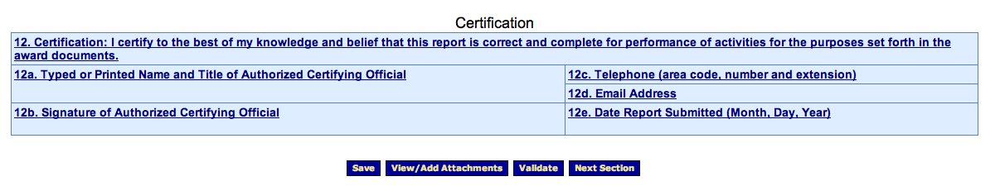 Certification
12. Certification: I certify to the best of my knowledge and belief that this report is correct and complete for performance of activities for the purposes set forth in the
award documents.
12a. Typed or Printed Name and Title of Authorized Certifying Official
12c. Telephone (area code, number and extension)
12d. Email Address
12b. Signature of Authorized Certifying Official
12e. Date Report Submitted (Month, Day, Year)
Save View/Add Attachments Validate Next Section